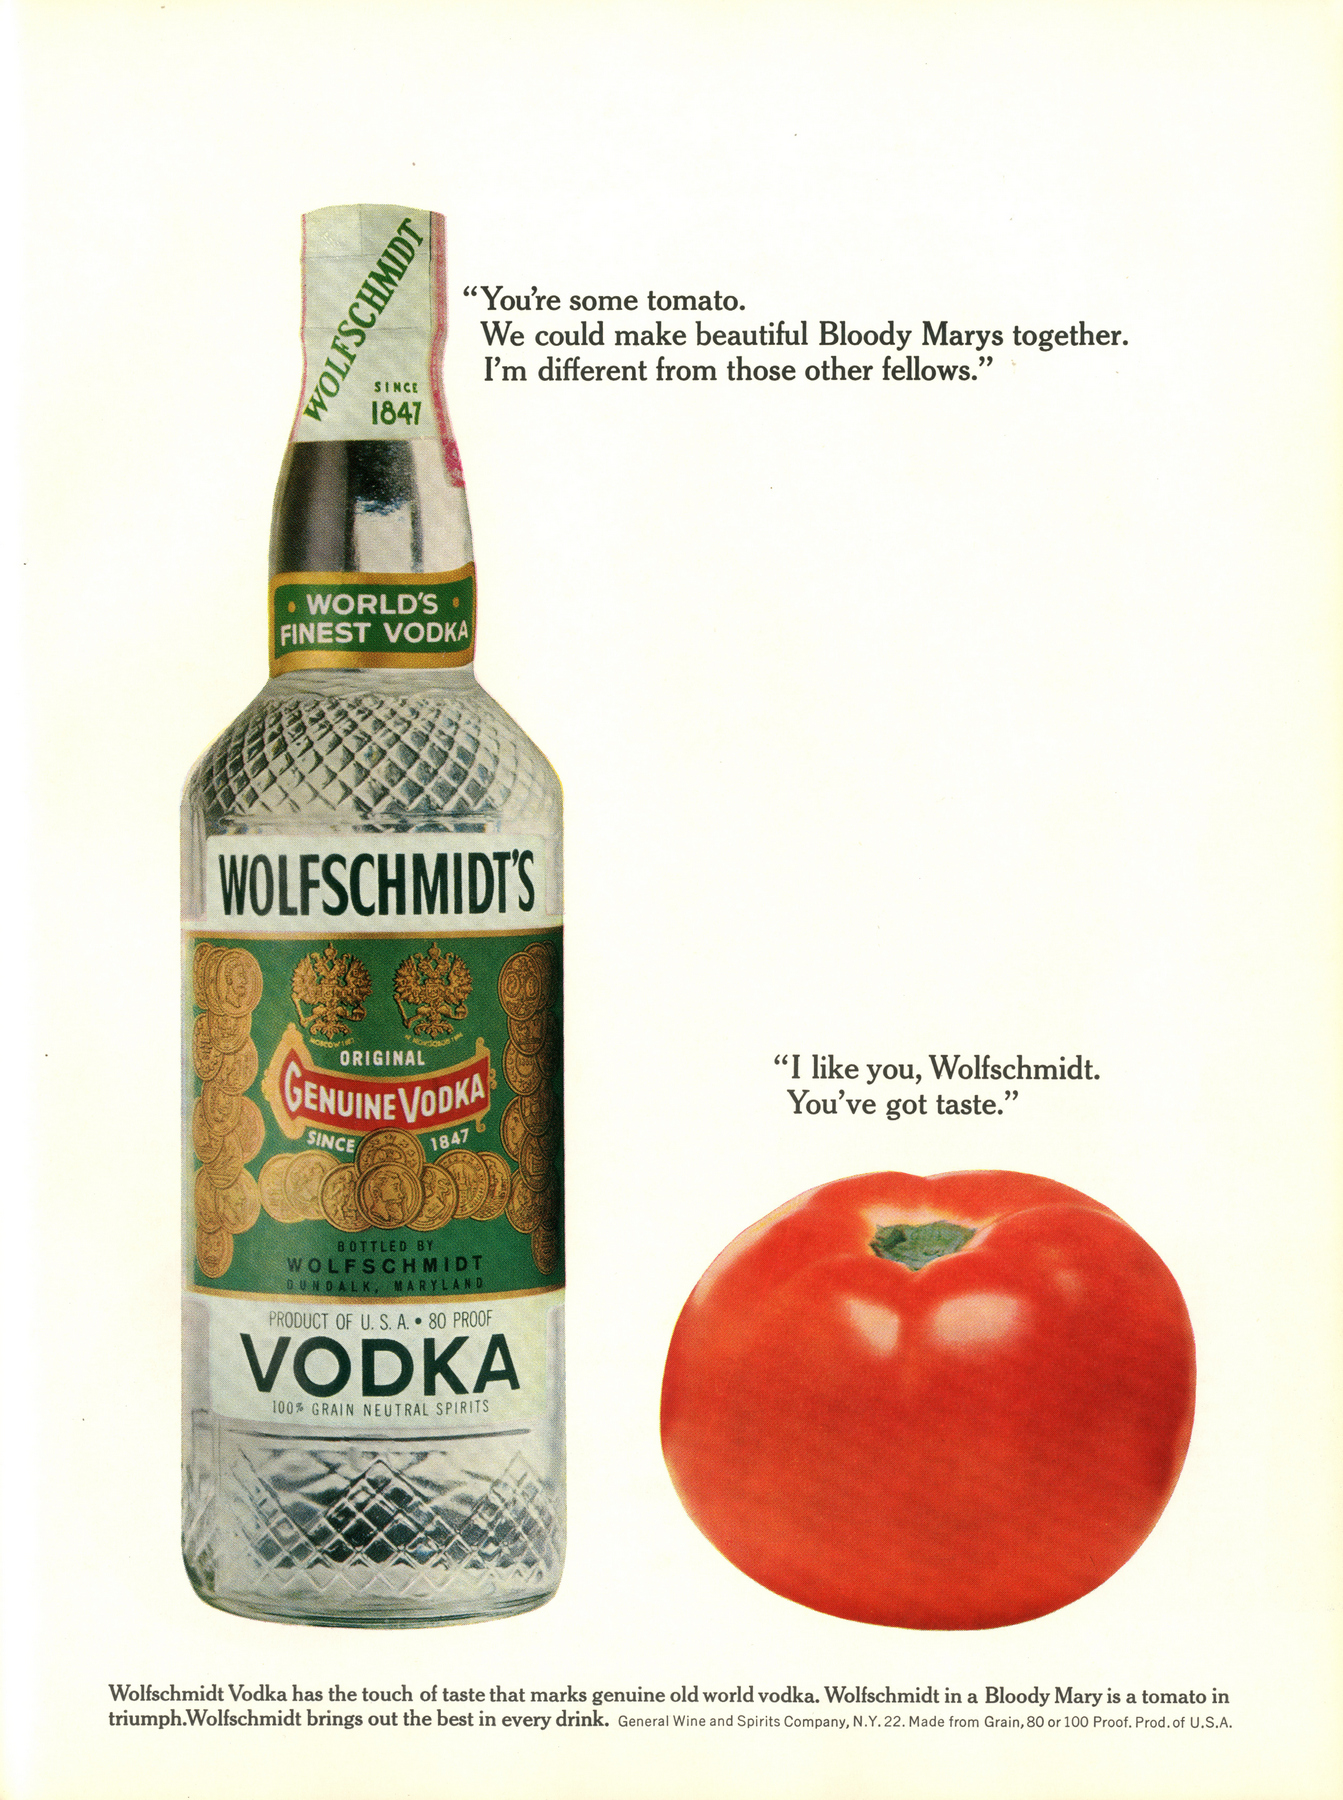 WOLFSCHMIDT
SINCE
1847
“You’re some tomato.
We could make beautiful Bloody Marys together.
I’m different from those other fellows.”
• WORLD’S •
FINEST VODKA
WOLFSCHMIDT’S
ORIGINAL
GENUINE VODKA
SINCE 1847
BOTTLED BY
WOLFSCHMIDT
DUNDALK, MARYLAND
PRODUCT OF U. S. A. • 80 PROOF
VODKA
100% GRAIN NEUTRAL SPIRITS
“I like you, Wolfschmidt.
You’ve got taste.”
Wolfschmidt Vodka has the touch of taste that marks genuine old world vodka. Wolfschmidt in a Bloody Mary is a tomato in
triumph.Wolfschmidt brings out the best in every drink. General Wine and Spirits Company, N.Y. 22. Made from Grain, 80 or 100 Proof. Prod. of U.S.A.